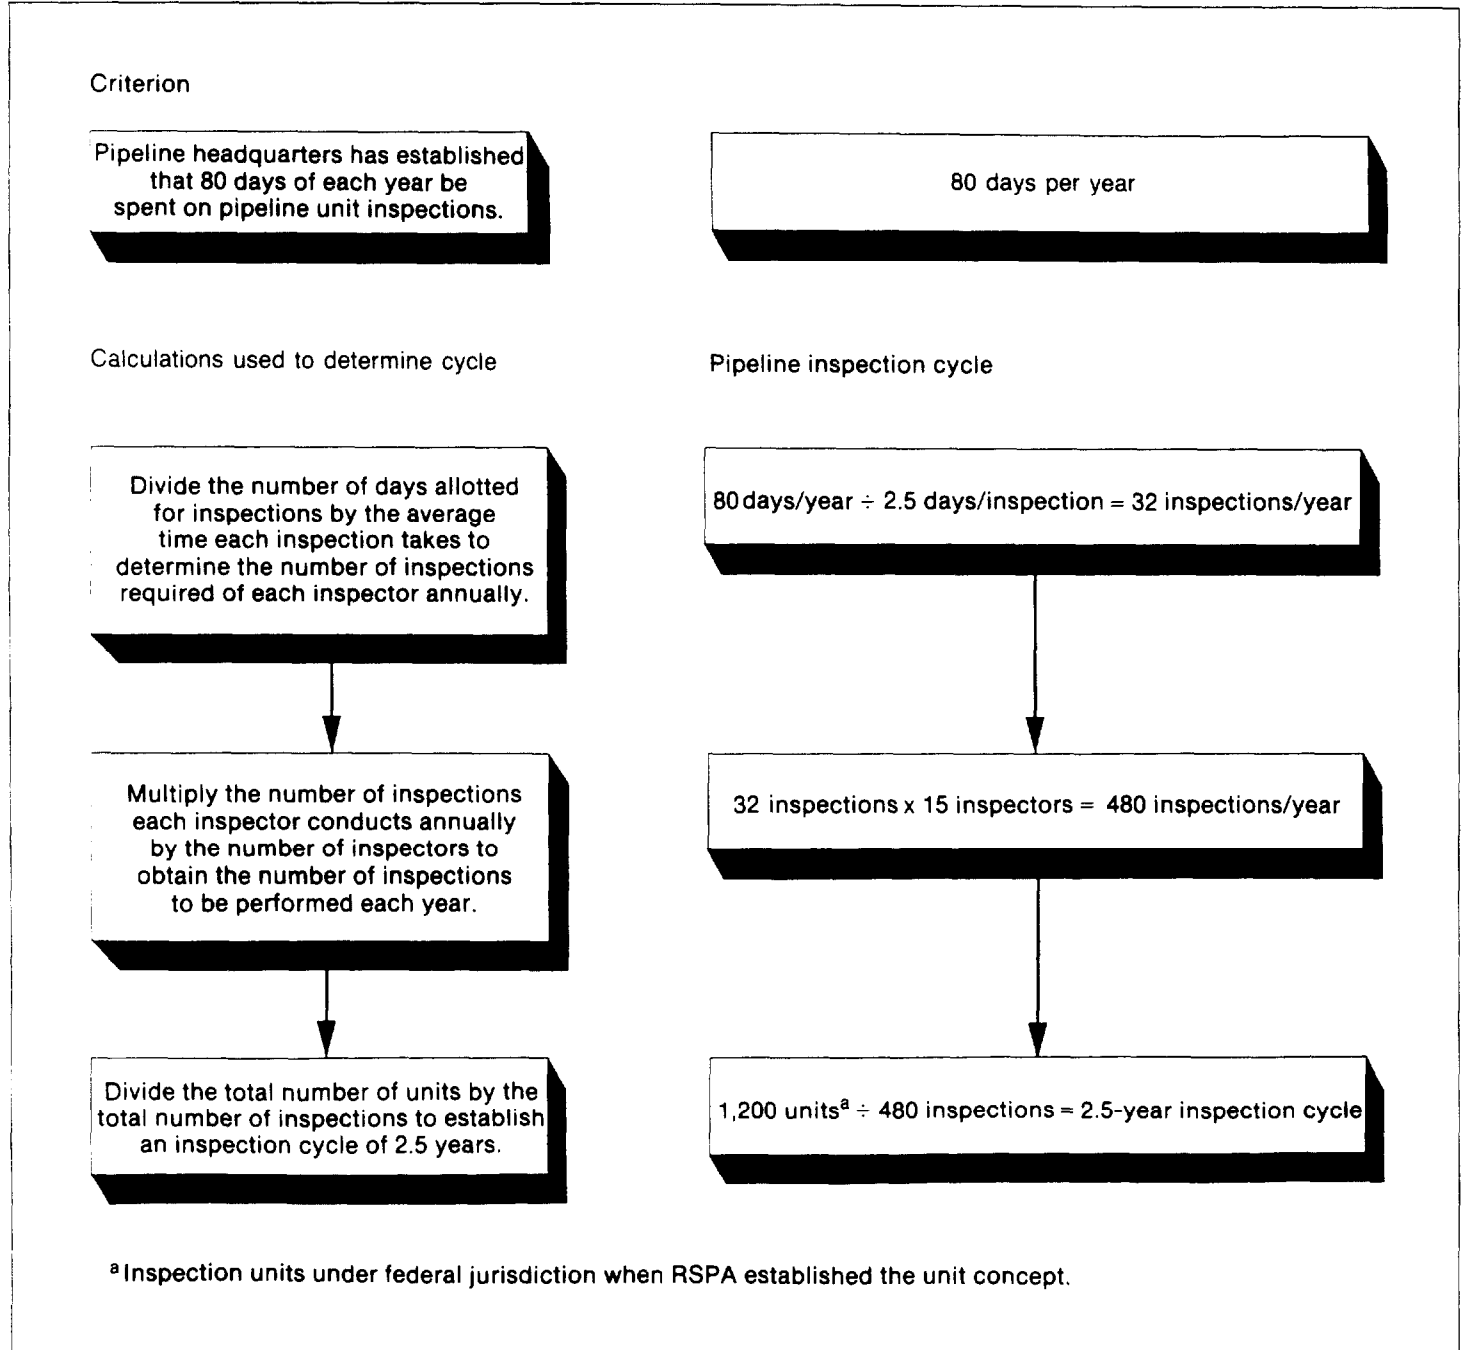 Criterion
Pipeline headquarters has established
that 80 days of each year be
spent on pipeline unit inspections.
80 days per year
Calculations used to determine cycle
Pipeline inspection cycle
Divide the number of days allotted
for inspections by the average
time each inspection takes to
determine the number of inspections
required of each inspector annually.
80 days/year ÷ 2.5 days/inspection = 32 inspections/year
Multiply the number of inspections
each inspector conducts annually
by the number of inspectors to
obtain the number of inspections
to be performed each year.
32 inspections x 15 inspectors = 480 inspections/year
Divide the total number of units by the
total number of inspections to establish
an inspection cycle of 2.5 years.
1,200 unitsᵃ ÷ 480 inspections = 2.5-year inspection cycle
ᵃ Inspection units under federal jurisdiction when RSPA established the unit concept.